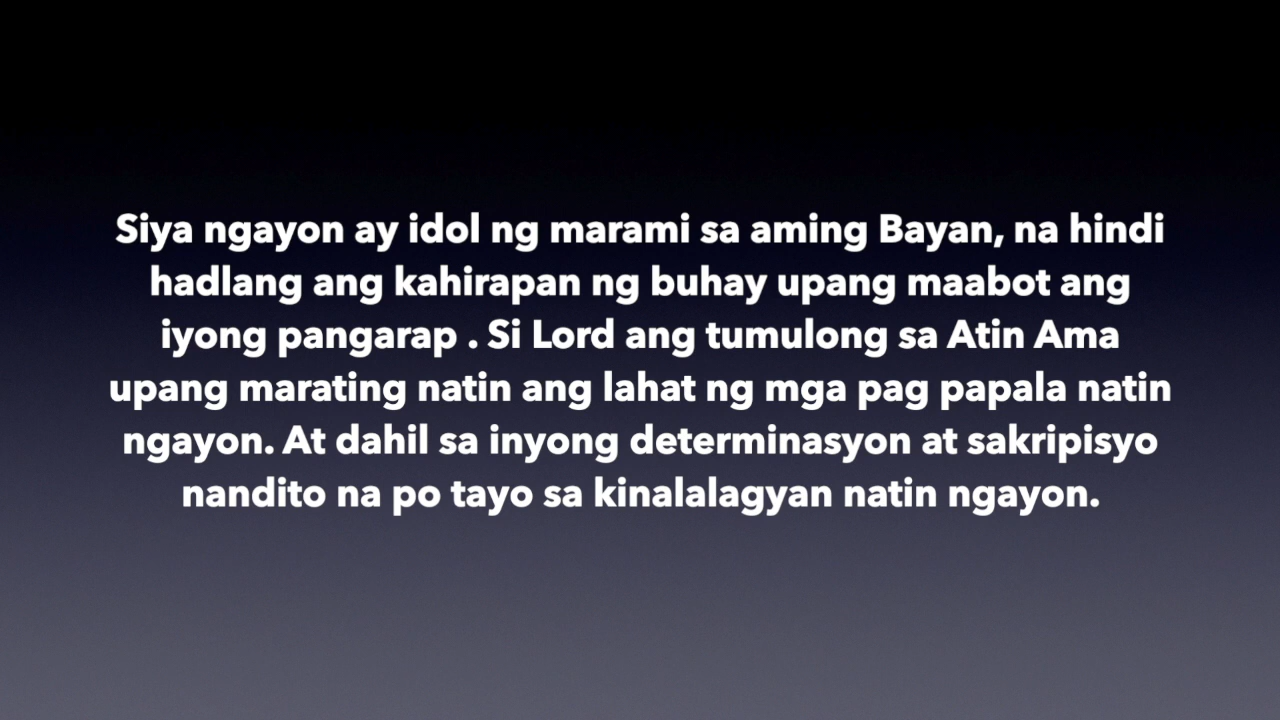 Siya ngayon ay idol ng marami sa aming Bayan, na hindi
hadlang ang kahirapan ng buhay upang maabot ang
iyong pangarap . Si Lord ang tumulong sa Atin Ama
upang marating natin ang lahat ng mga pag papala natin
ngayon. At dahil sa inyong determinasyon at sakripisyo
nandito na po tayo sa kinalalagyan natin ngayon.